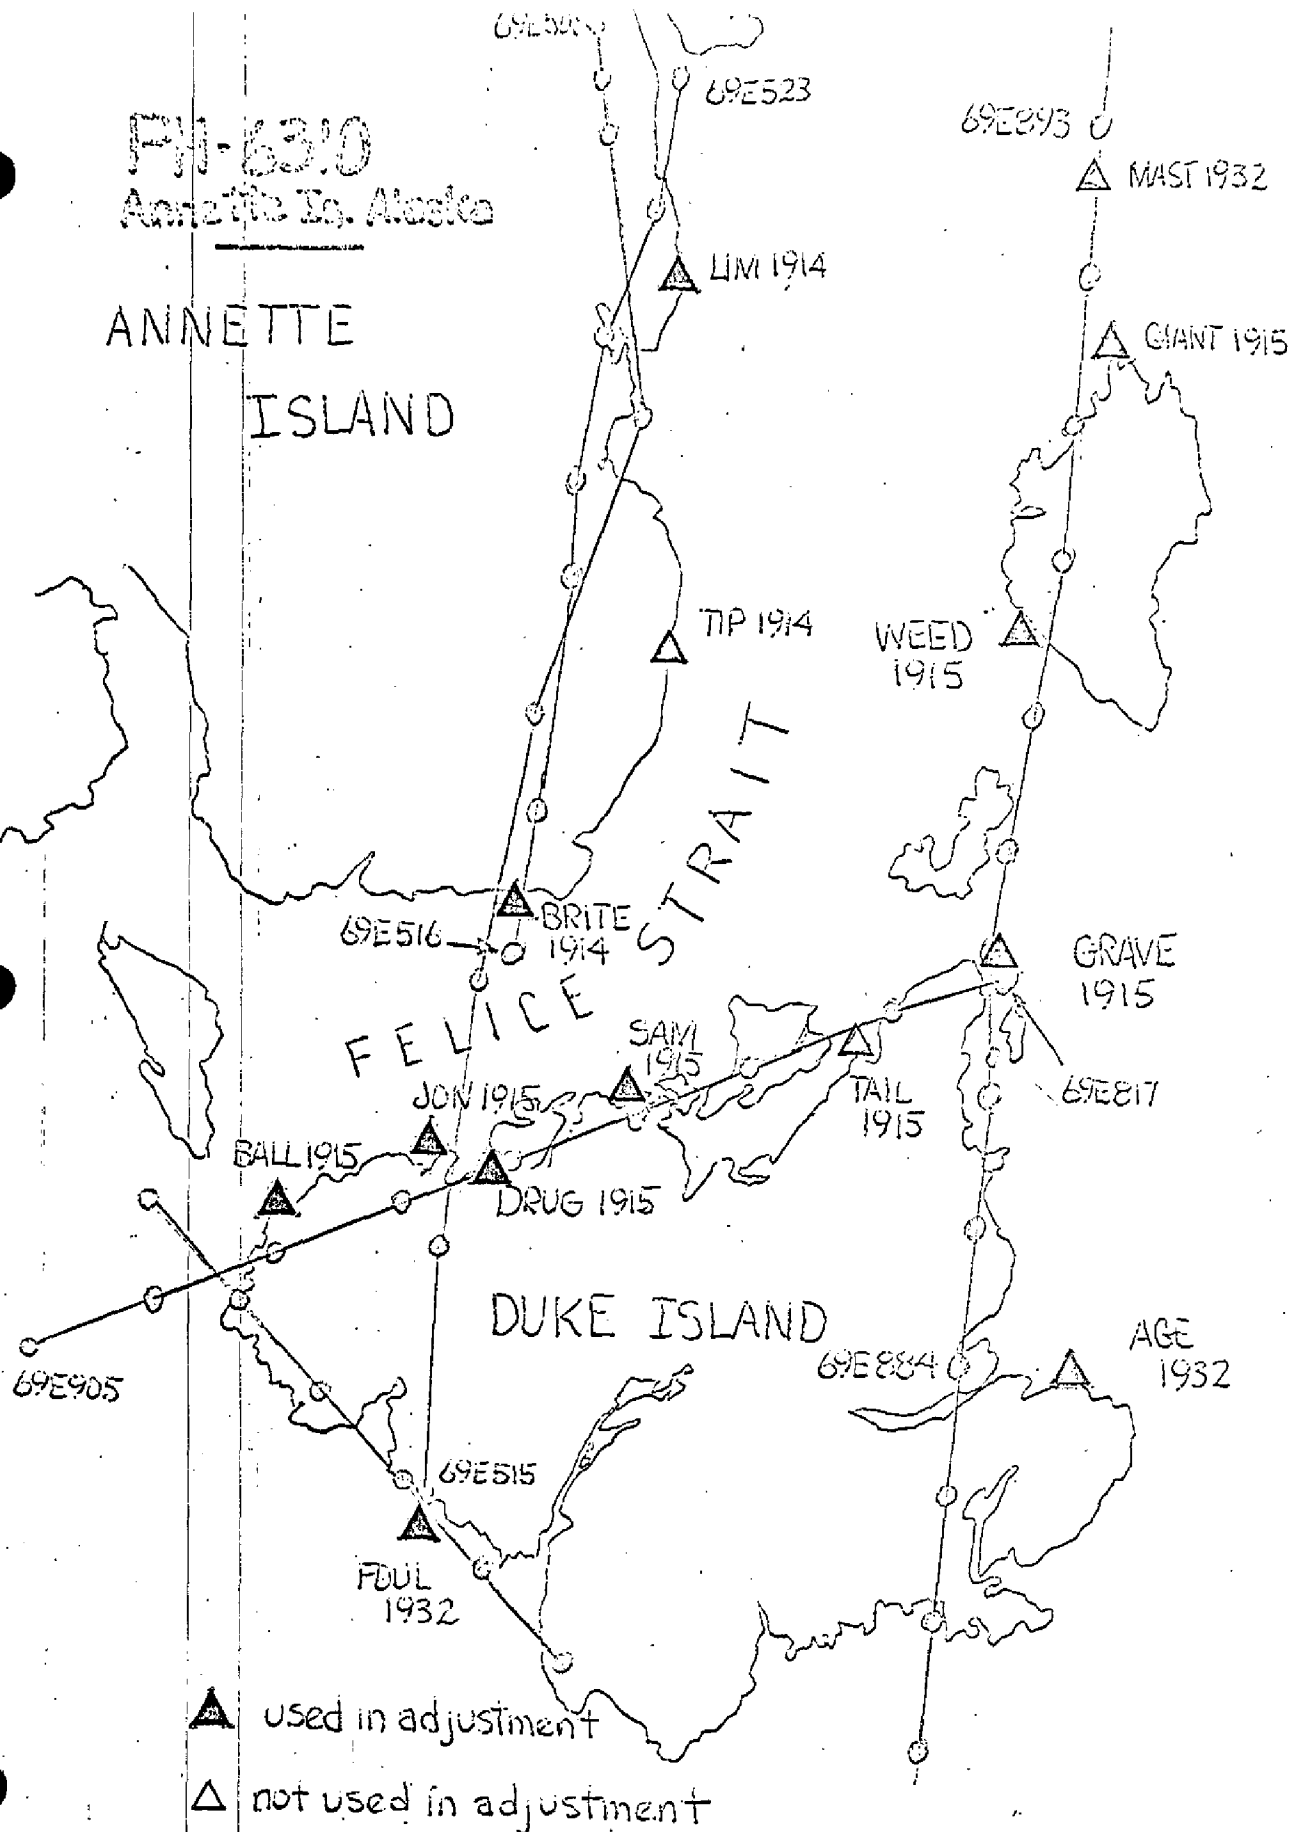 69E523
69E893
PH-6310
MAST 1932
Annette Is. Alaska
LIM 1914
ANNETTE
GIANT 1915
ISLAND
TIP 1914
WEED
1915
STRAIT
69E516
BRITE
1914
GRAVE
1915
FELICE
SAM
1915
JON 1915
TAIL
1915
69E817
BALL 1915
DRUG 1915
DUKE ISLAND
AGE
1932
69E884
69E905
69E515
FOUL
1932
used in adjustment
not used in adjustment